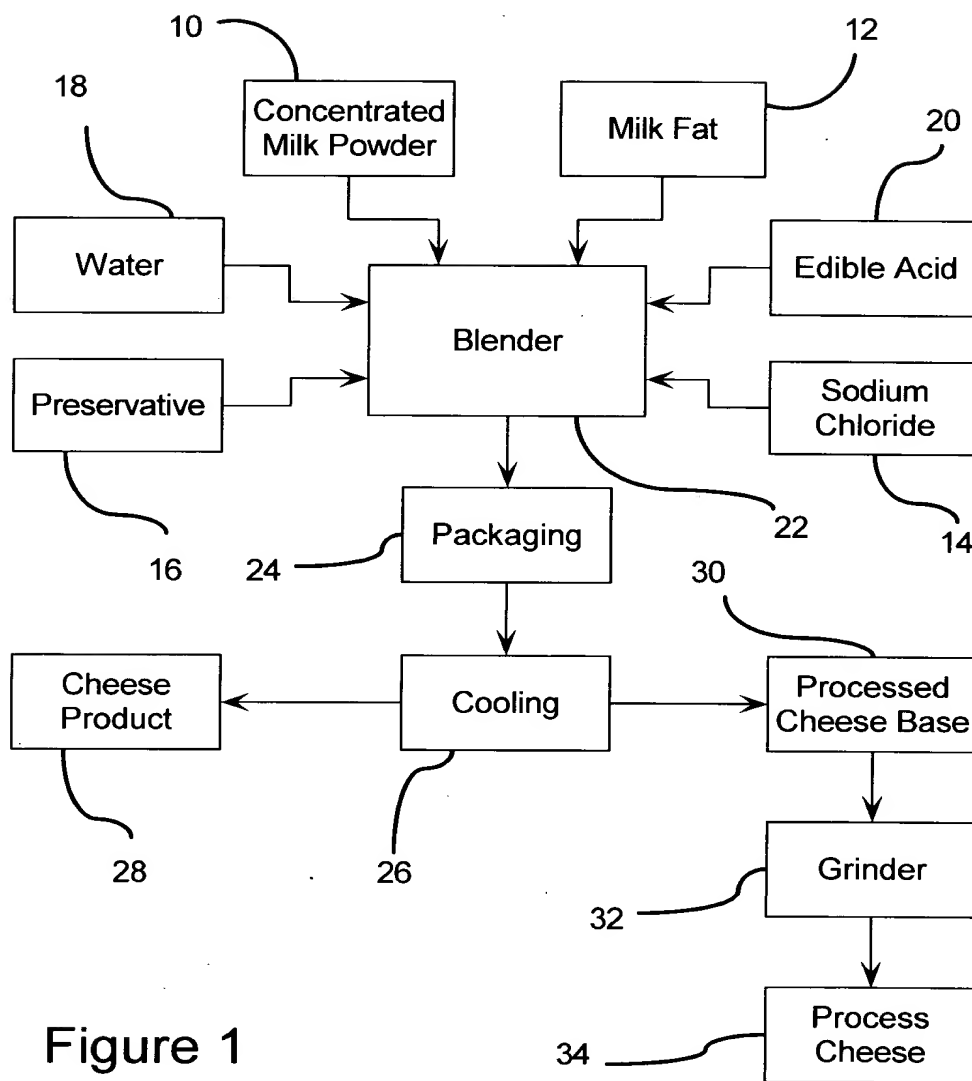 10
12
18
Concentrated
Milk Powder
Milk Fat
20
Water
Edible Acid
Blender
Preservative
Sodium
Chloride
16
24
Packaging
22
14
30
Cheese
Product
Cooling
Processed
Cheese Base
28
26
32
Grinder
Figure 1
34
Process
Cheese